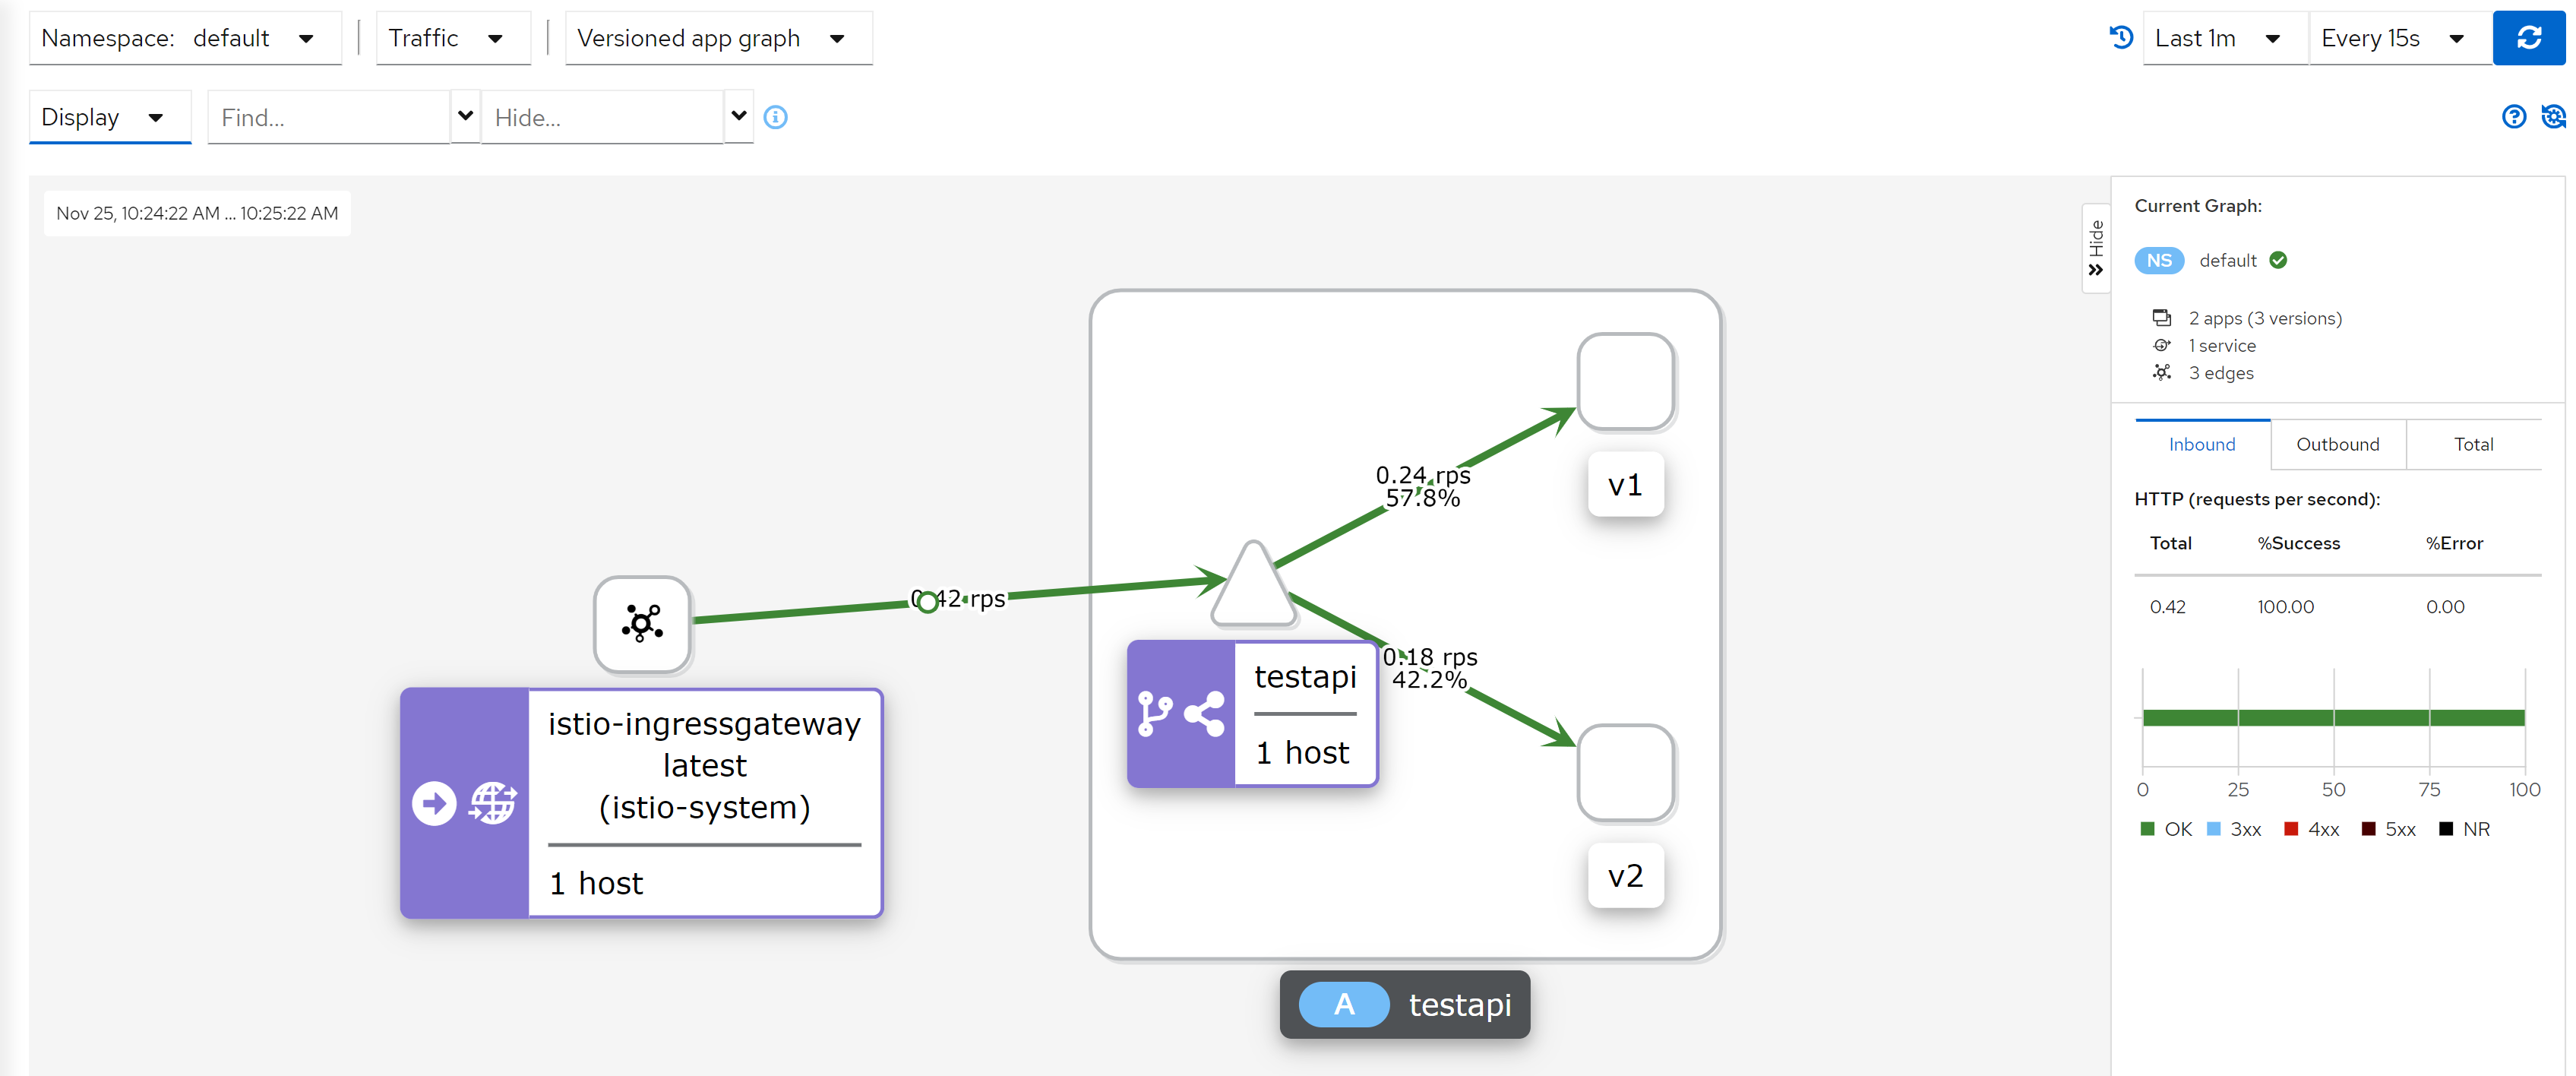 Namespace: default
Traffic
Versioned app graph
Last 1m
Every 15s
Display
Find...
Hide...
Nov 25, 10:24:22 AM ... 10:25:22 AM
Hide
Current Graph:
NS default
2 apps (3 versions)
1 service
3 edges
Inbound
Outbound
Total
HTTP (requests per second):
Total %Success %Error
0.42 100.00 0.00
0 25 50 75 100
OK 3xx 4xx 5xx NR
0.24 rps
57.8%
v1
0.42 rps
0.18 rps
42.2%
testapi
1 host
istio-ingressgateway
latest
(istio-system)
1 host
v2
A testapi